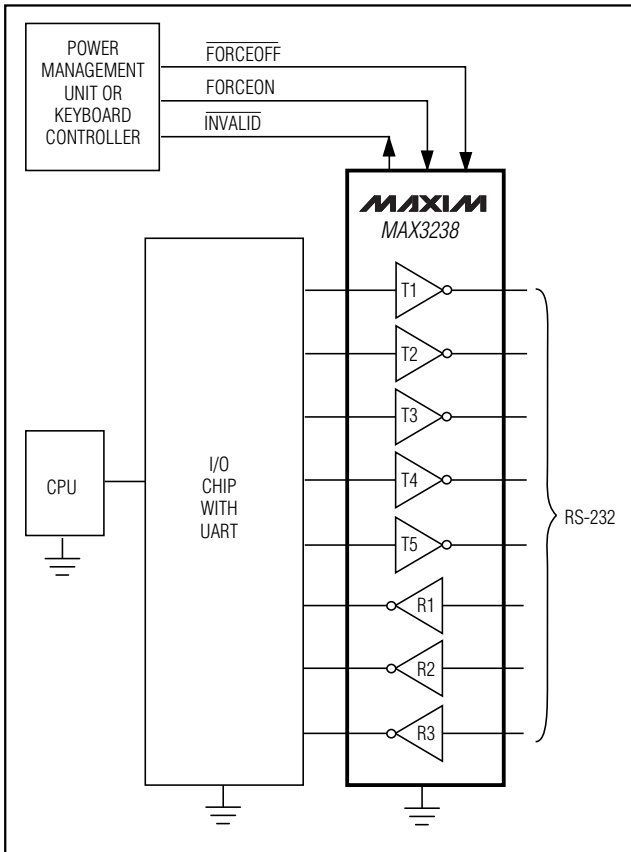 POWER
MANAGEMENT
UNIT OR
KEYBOARD
CONTROLLER
FORCEOFF
FORCEON
INVALID
MAXIM
MAX3238
T1
T2
T3
T4
T5
R1
R2
R3
CPU
I/O
CHIP
WITH
UART
RS-232